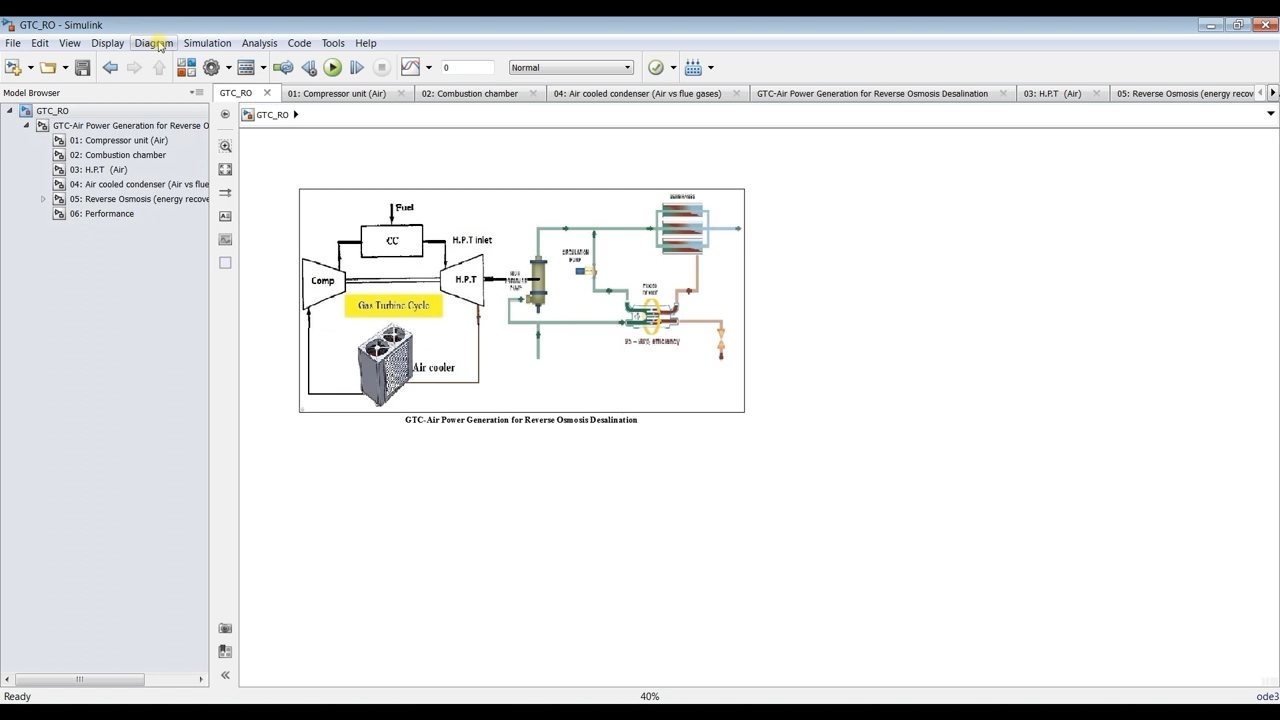 GTC_RO - Simulink
File Edit View Display Diagram Simulation Analysis Code Tools Help
0 Normal
Model Browser
GTC_RO 01: Compressor unit (Air) 02: Combustion chamber 04: Air cooled condenser (Air vs flue gases) GTC-Air Power Generation for Reverse Osmosis Desalination 03: H.P.T (Air) 05: Reverse Osmosis (energy recov
GTC_RO
GTC_RO
GTC-Air Power Generation for Reverse O
01: Compressor unit (Air)
02: Combustion chamber
03: H.P.T (Air)
04: Air cooled condenser (Air vs flue
05: Reverse Osmosis (energy recove
06: Performance
Fuel
CC
H.P.T inlet
Comp
H.P.T
Gas Turbine Cycle
Air cooler
GTC-Air Power Generation for Reverse Osmosis Desalination
Ready 40% ode3